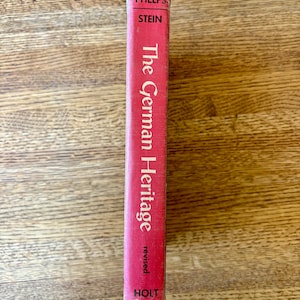 PHELPS
STEIN
The German Heritage
revised
HOLT